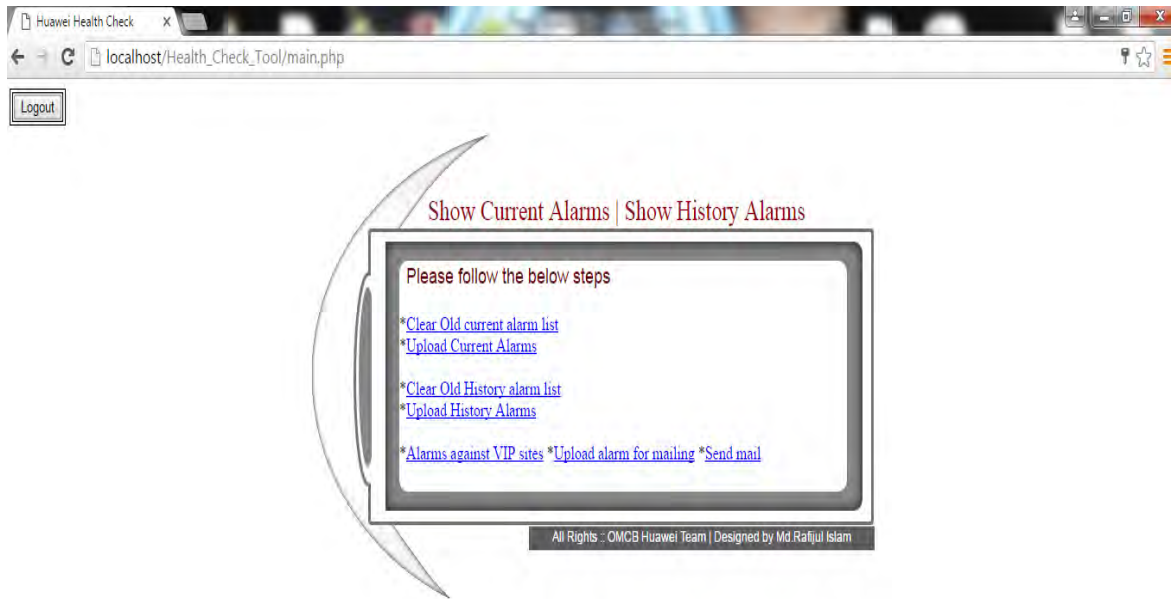 Huawei Health Check
localhost/Health_Check_Tool/main.php
Logout
Show Current Alarms | Show History Alarms
Please follow the below steps
*Clear Old current alarm list
*Upload Current Alarms
*Clear Old History alarm list
*Upload History Alarms
*Alarms against VIP sites *Upload alarm for mailing *Send mail
All Rights :: OMCB Huawei Team | Designed by Md.Rafijul Islam